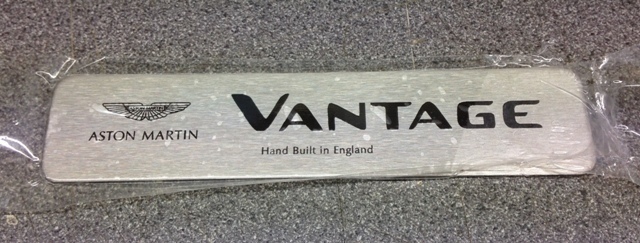 ASTON MARTIN
VANTAGE
Hand Built in England